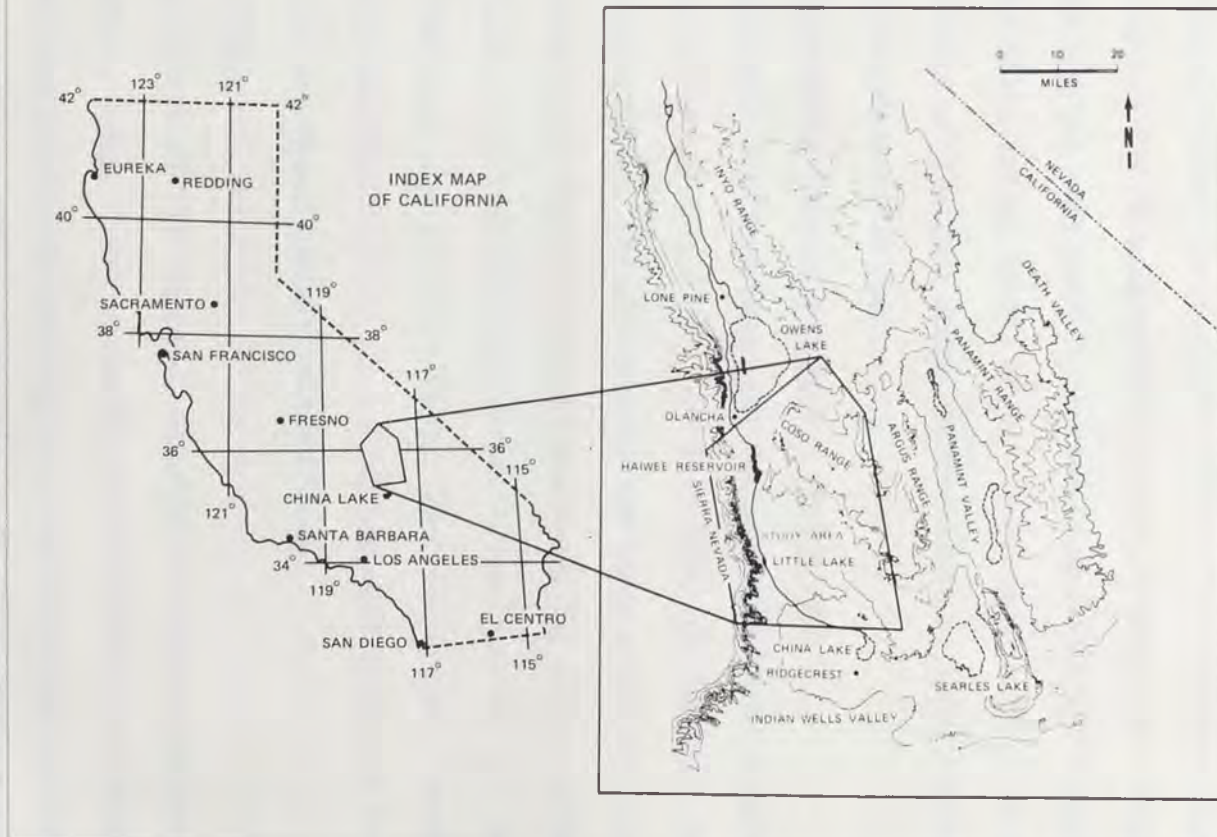 INDEX MAP
OF CALIFORNIA
123°
121°
42°
42°
EUREKA
REDDING
40°
40°
SACRAMENTO
119°
38°
38°
SAN FRANCISCO
117°
FRESNO
36°
36°
115°
CHINA LAKE
121°
SANTA BARBARA
LOS ANGELES
34°
119°
EL CENTRO
SAN DIEGO
117°
115°
0 10 20
MILES
N
NEVADA
CALIFORNIA
INYO RANGE
DEATH VALLEY
LONE PINE
OWENS
LAKE
PANAMINT RANGE
OLANCHA
COSO RANGE
ARGUS RANGE
PANAMINT VALLEY
HAIWEE RESERVOIR
SIERRA NEVADA
STUDY AREA
LITTLE LAKE
CHINA LAKE
RIDGECREST
SEARLES LAKE
INDIAN WELLS VALLEY